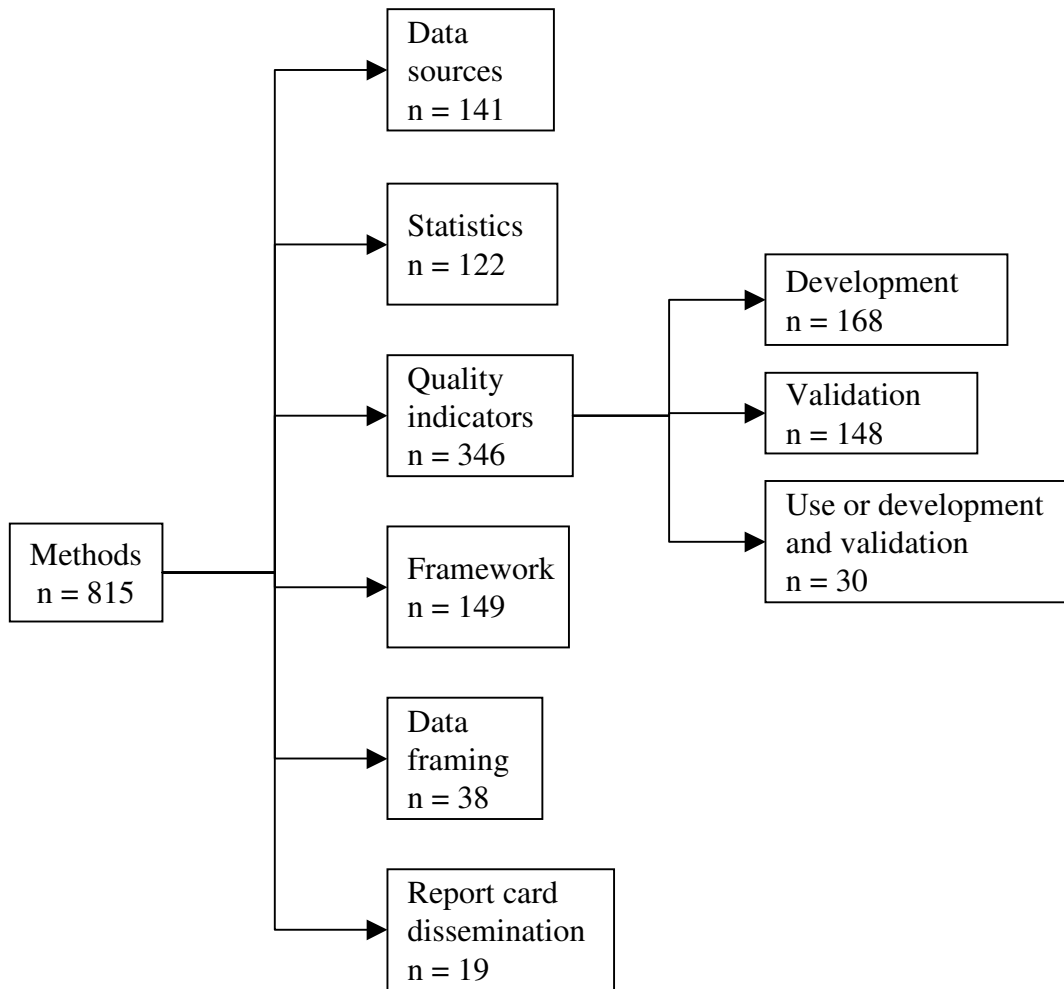 Methods
n = 815
Data
sources
n = 141
Statistics
n = 122
Quality
indicators
n = 346
Framework
n = 149
Data
framing
n = 38
Report card
dissemination
n = 19
Development
n = 168
Validation
n = 148
Use or development
and validation
n = 30